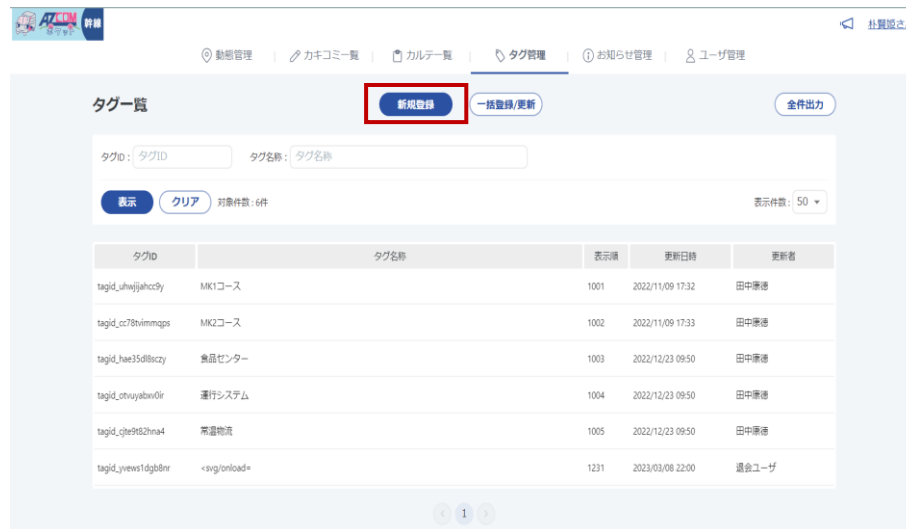 AZCOM 幹線
朴賢姫さ
動態管理 カキコミ一覧 カルテ一覧 タグ管理 お知らせ管理 ユーザ管理
タグ一覧 新規登録 一括登録/更新 全件出力
タグID : タグID タグ名称 : タグ名称
表示 クリア 対象件数 : 6件 表示件数 : 50
タグID タグ名称 表示順 更新日時 更新者
tagid_uhwjijahcc9y MK1コース 1001 2022/11/09 17:32 田中康徳
tagid_cc78tvimmqps MK2コース 1002 2022/11/09 17:33 田中康徳
tagid_hae35dl8sczy 食品センター 1003 2022/12/23 09:50 田中康徳
tagid_otvuyabxv0ir 運行システム 1004 2022/12/23 09:50 田中康徳
tagid_cjte9t82hna4 常温物流 1005 2022/12/23 09:50 田中康徳
tagid_yvews1dgb8nr <svg/onload= 1231 2023/03/08 22:00 退会ユーザ
1